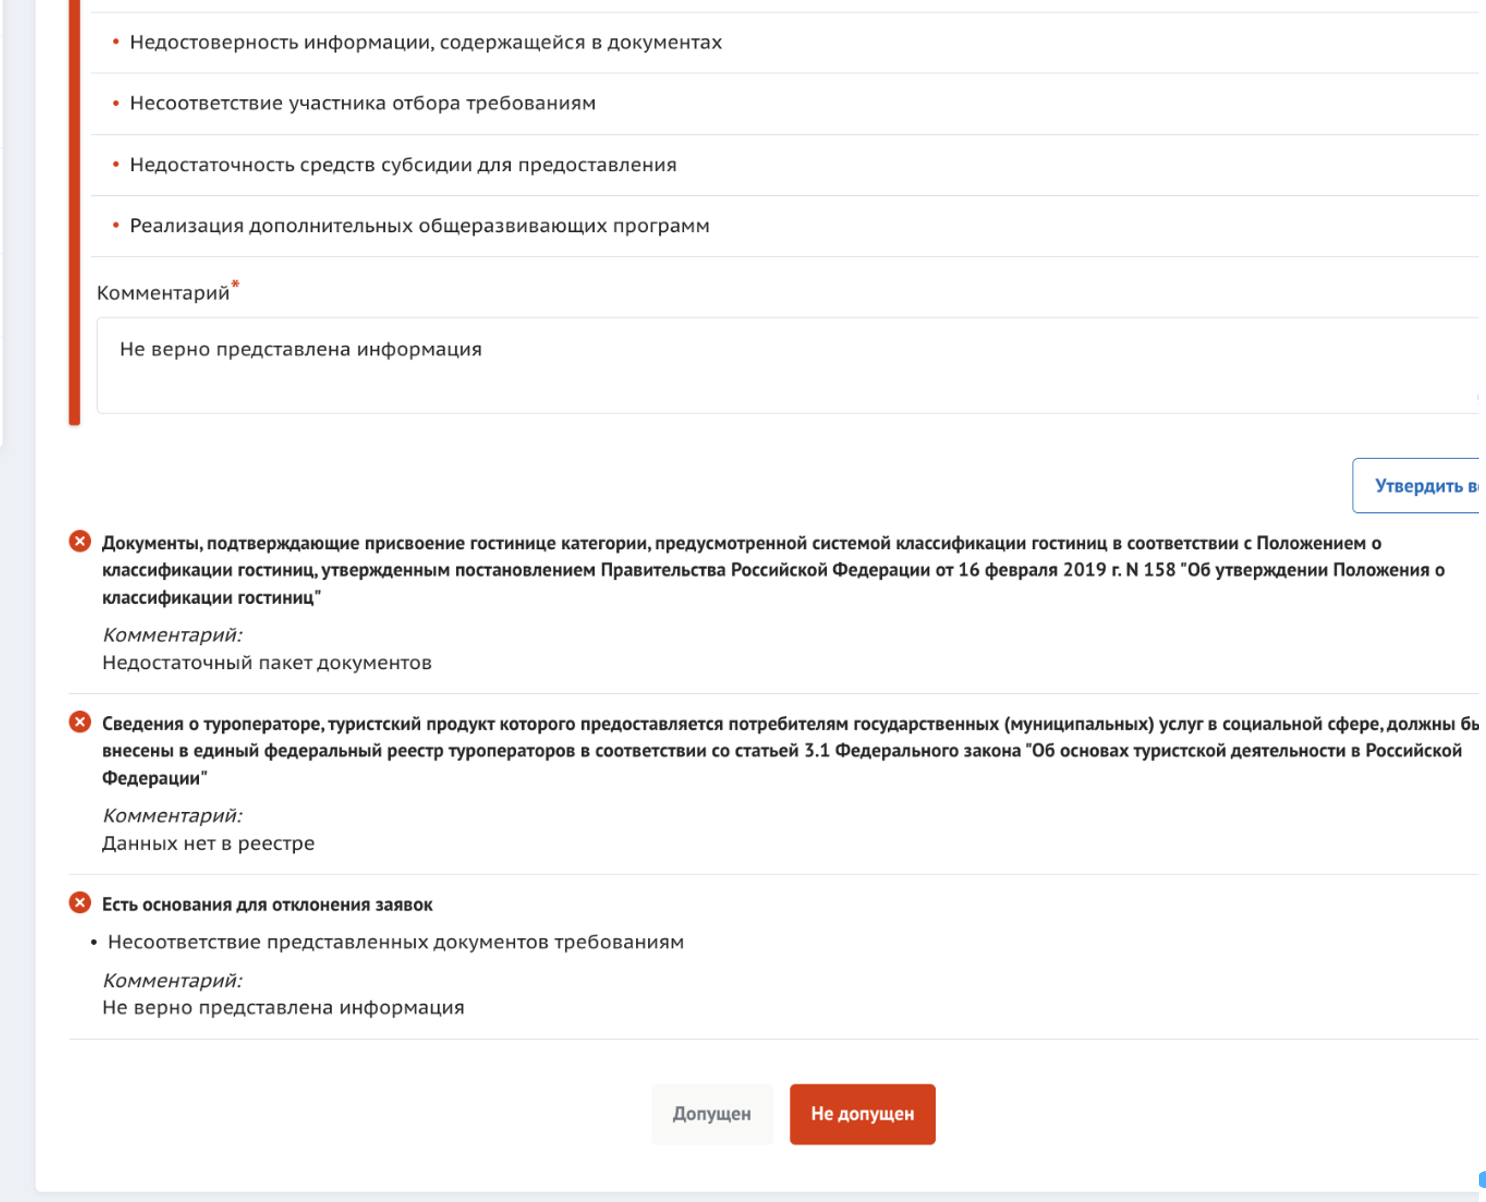 • Недостоверность информации, содержащейся в документах
• Несоответствие участника отбора требованиям
• Недостаточность средств субсидии для предоставления
• Реализация дополнительных общеразвивающих программ
Комментарий*
Не верно представлена информация
Утвердить
Документы, подтверждающие присвоение гостинице категории, предусмотренной системой классификации гостиниц в соответствии с Положением о
классификации гостиниц, утвержденным постановлением Правительства Российской Федерации от 16 февраля 2019 г. N 158 "Об утверждении Положения о
классификации гостиниц"
Комментарий:
Недостаточный пакет документов
Сведения о туроператоре, туристский продукт которого предоставляется потребителям государственных (муниципальных) услуг в социальной сфере, должны
внесены в единый федеральный реестр туроператоров в соответствии со статьей 3.1 Федерального закона "Об основах туристской деятельности в Российской
Федерации"
Комментарий:
Данных нет в реестре
Есть основания для отклонения заявок
• Несоответствие представленных документов требованиям
Комментарий:
Не верно представлена информация
Допущен
Не допущен